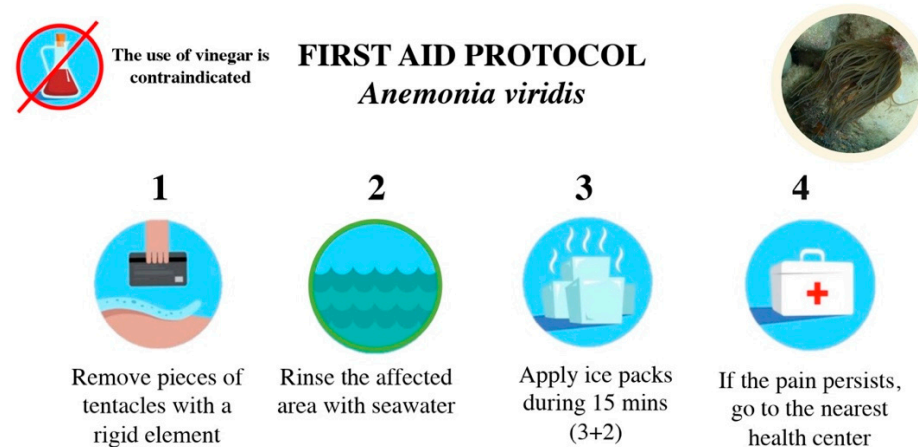 The use of vinegar is
contraindicated
FIRST AID PROTOCOL
Anemonia viridis
1
Remove pieces of
tentacles with a
rigid element
2
Rinse the affected
area with seawater
3
Apply ice packs
during 15 mins
(3+2)
4
If the pain persists,
go to the nearest
health center